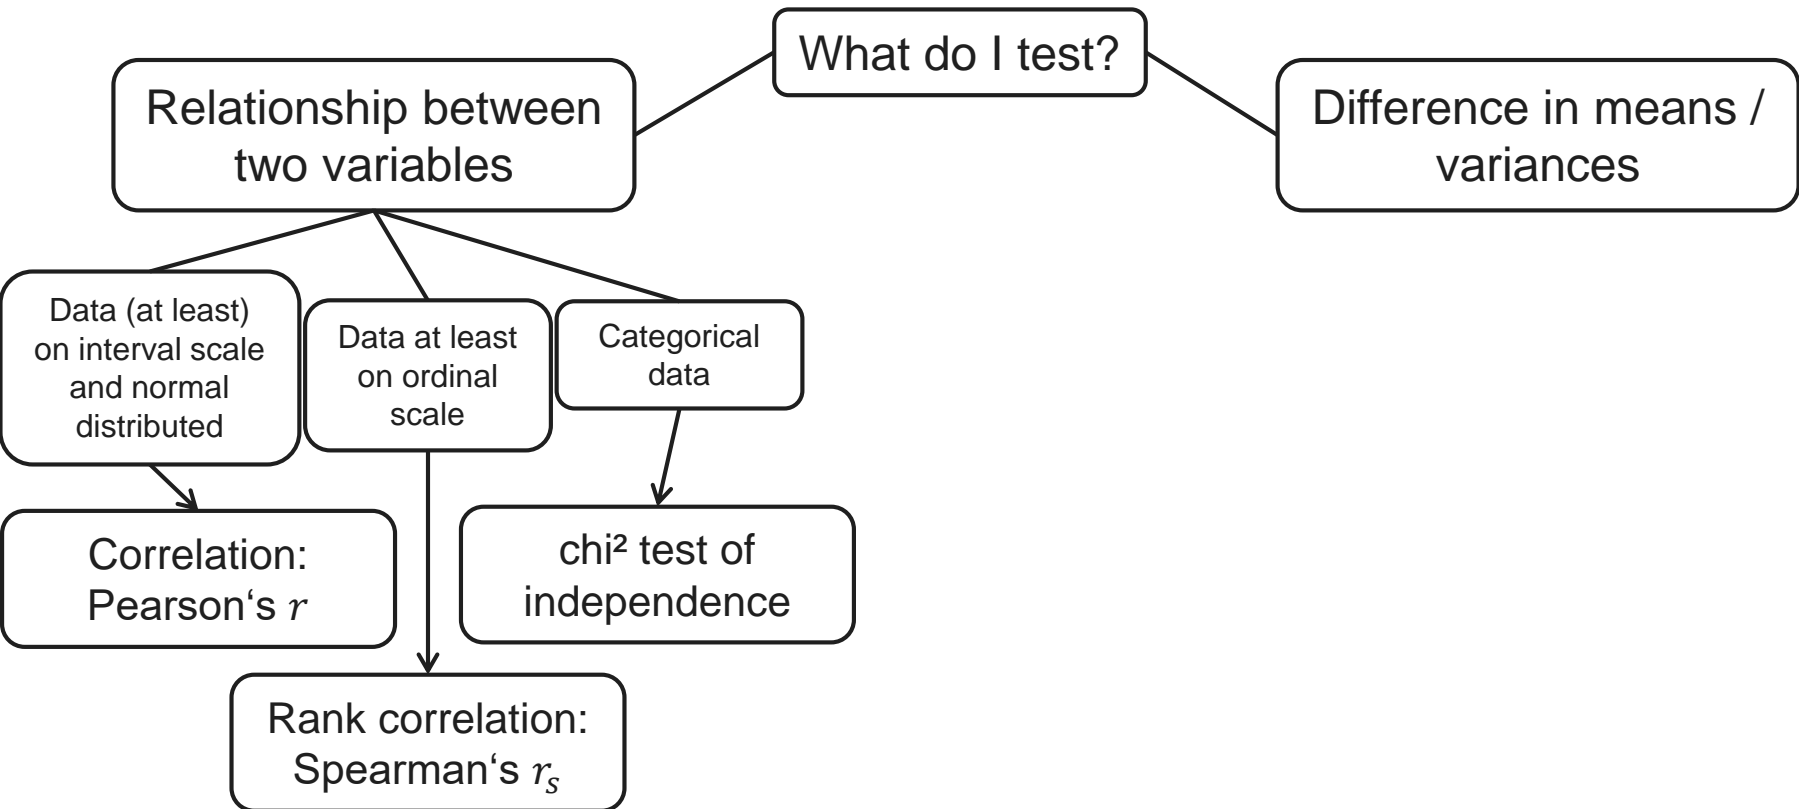 What do I test?
Relationship between
two variables
Difference in means /
variances
Data (at least)
on interval scale
and normal
distributed
Data at least
on ordinal
scale
Categorical
data
Correlation:
Pearson‘s r
chi² test of
independence
Rank correlation:
Spearman‘s rₛ